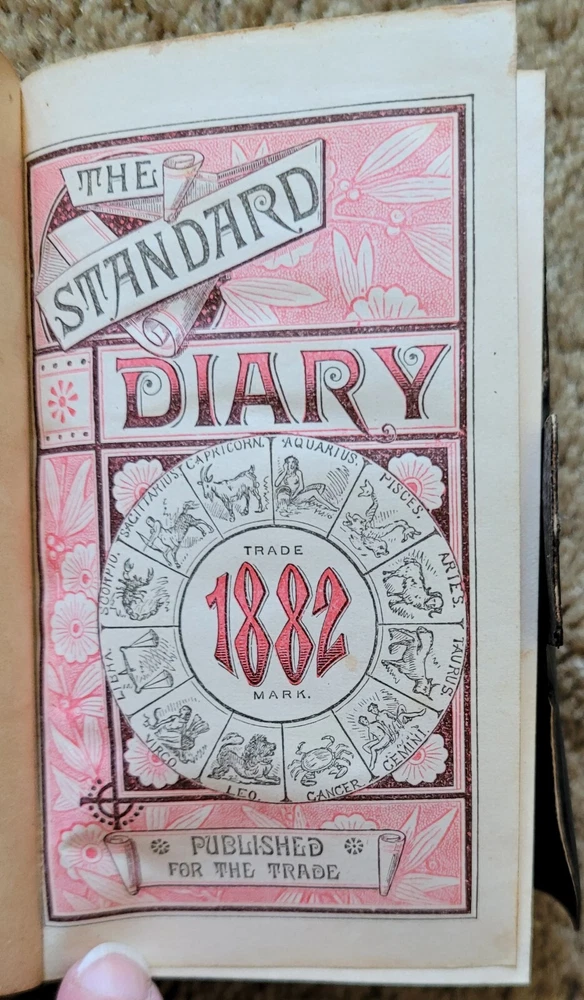 THE
STANDARD
DIARY
CAPRICORN.
AQUARIUS.
PISCES.
ARIES.
TAURUS.
GEMINI
CANCER
LEO.
VIRGO
LIBRA.
SCORPIO.
SAGITTARIUS
TRADE
1882
MARK.
PUBLISHED
FOR THE TRADE